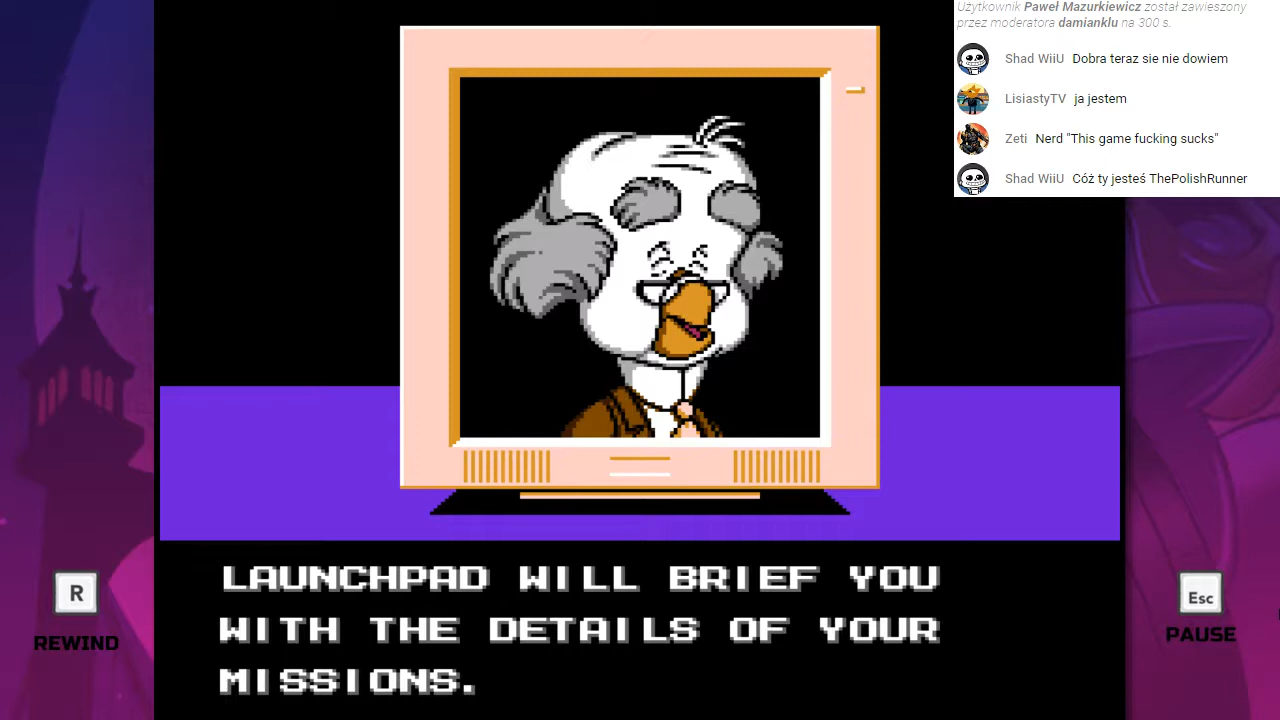 Użytkownik Paweł Mazurkiewicz został zawieszony
przez moderatora damianklu na 300 s.
Shad WiiU Dobra teraz sie nie dowiem
LisiastyTV ja jestem
Zeti Nerd "This game fucking sucks"
Shad WiiU Cóż ty jesteś ThePolishRunner
LAUNCHPAD WILL BRIEF YOU
WITH THE DETAILS OF YOUR
MISSIONS.
R
REWIND
Esc
PAUSE